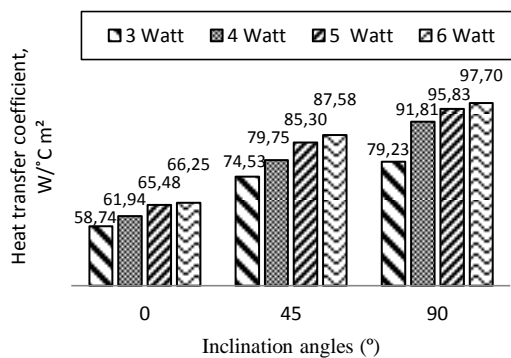 3 Watt 4 Watt 5 Watt 6 Watt
Heat transfer coefficient,
W/˚C m²
58,74 61,94 65,48 66,25
74,53 79,75 85,30 87,58
79,23 91,81 95,83 97,70
0 45 90
Inclination angles (º)